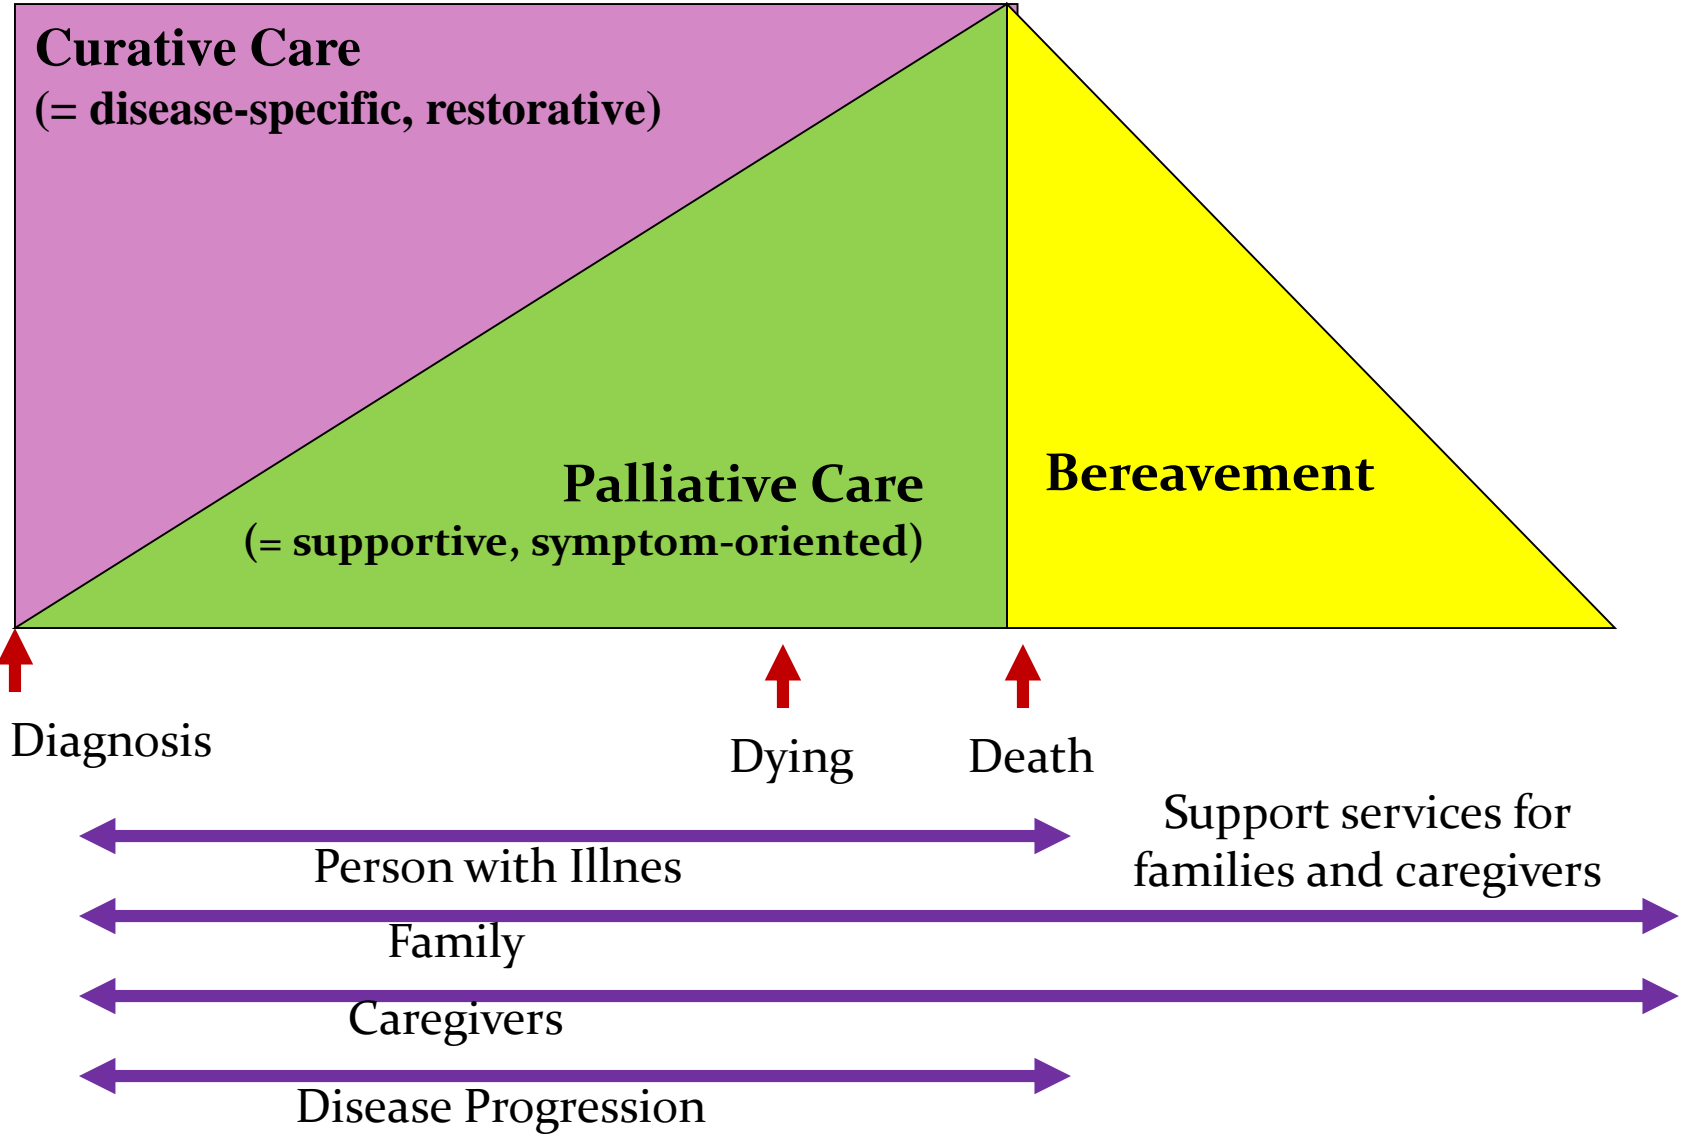 Curative Care
(= disease-specific, restorative)
Palliative Care
(= supportive, symptom-oriented)
Bereavement
Diagnosis
Dying
Death
Support services for
families and caregivers
Person with Illnes
Family
Caregivers
Disease Progression